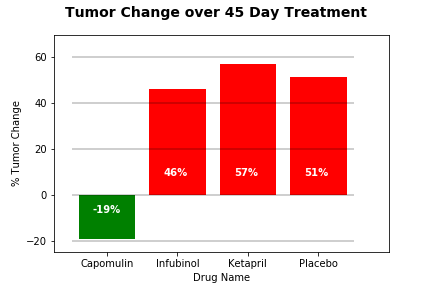 Tumor Change over 45 Day Treatment
% Tumor Change
60
40
20
0
−20
-19%
46%
57%
51%
Capomulin
Infubinol
Ketapril
Placebo
Drug Name